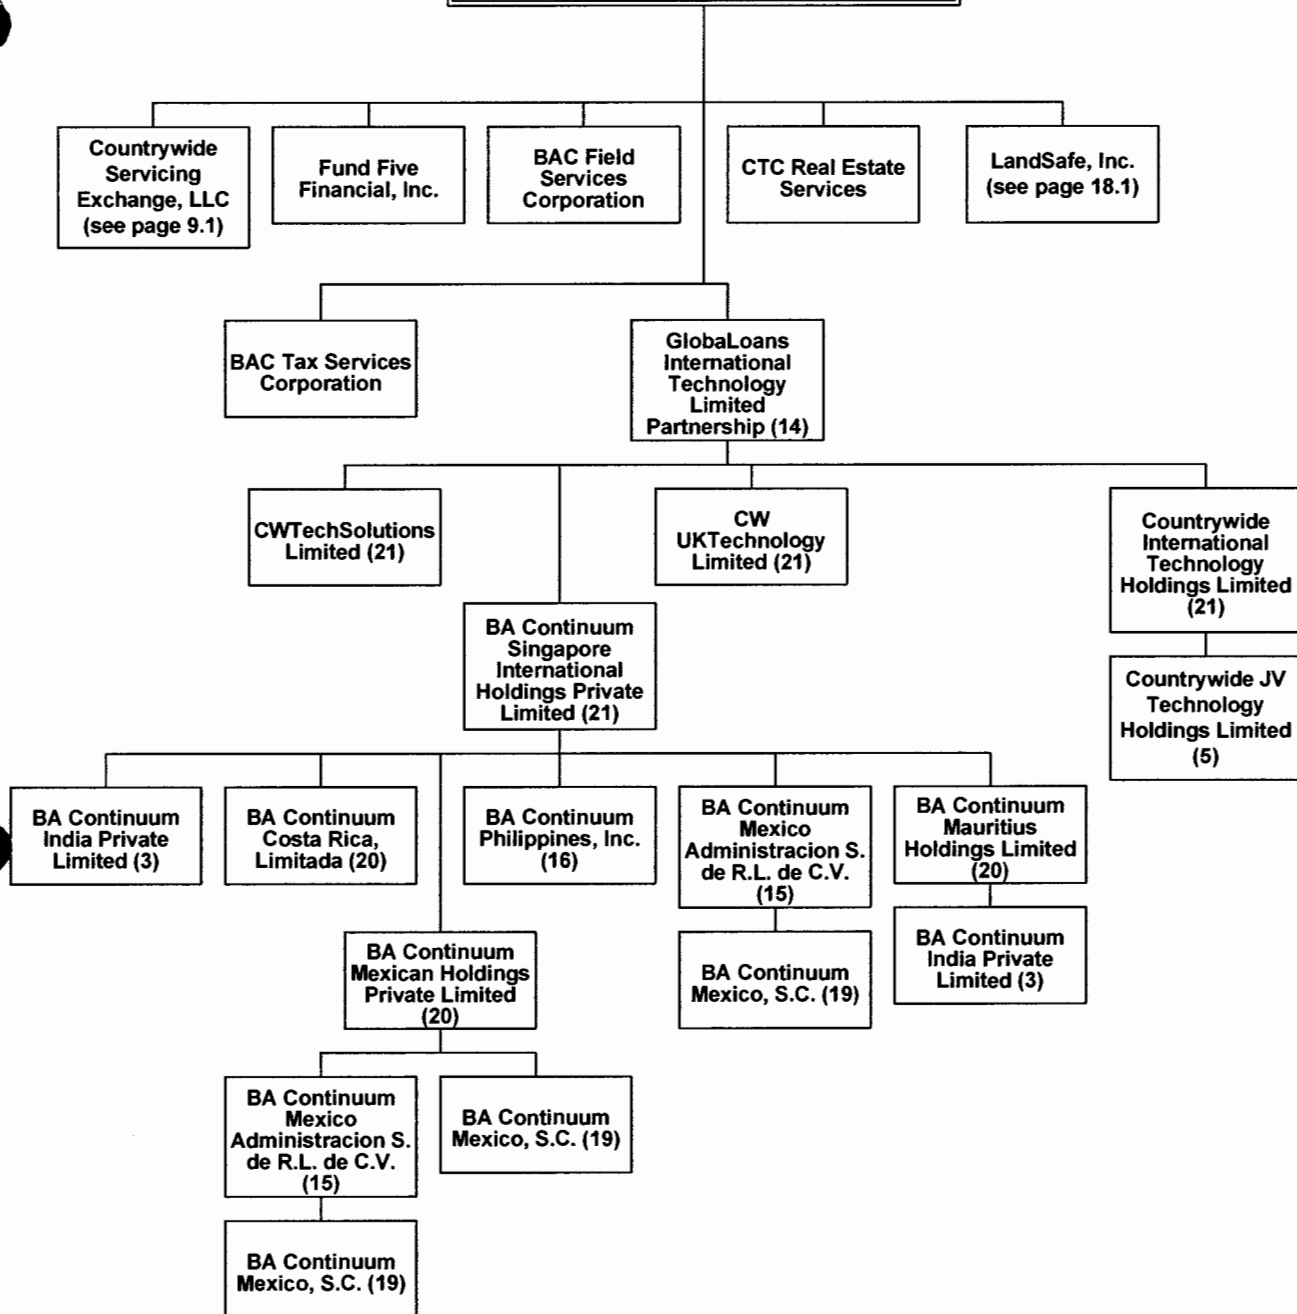 Countrywide
Servicing
Exchange, LLC
(see page 9.1)
Fund Five
Financial, Inc.
BAC Field
Services
Corporation
CTC Real Estate
Services
LandSafe, Inc.
(see page 18.1)
BAC Tax Services
Corporation
GlobaLoans
International
Technology
Limited
Partnership (14)
CWTechSolutions
Limited (21)
CW
UKTechnology
Limited (21)
Countrywide
International
Technology
Holdings Limited
(21)
BA Continuum
Singapore
International
Holdings Private
Limited (21)
Countrywide JV
Technology
Holdings Limited
(5)
BA Continuum
India Private
Limited (3)
BA Continuum
Costa Rica,
Limitada (20)
BA Continuum
Philippines, Inc.
(16)
BA Continuum
Mexico
Administracion S.
de R.L. de C.V.
(15)
BA Continuum
Mauritius
Holdings Limited
(20)
BA Continuum
Mexican Holdings
Private Limited
(20)
BA Continuum
Mexico, S.C. (19)
BA Continuum
India Private
Limited (3)
BA Continuum
Mexico
Administracion S.
de R.L. de C.V.
(15)
BA Continuum
Mexico, S.C. (19)
BA Continuum
Mexico, S.C. (19)